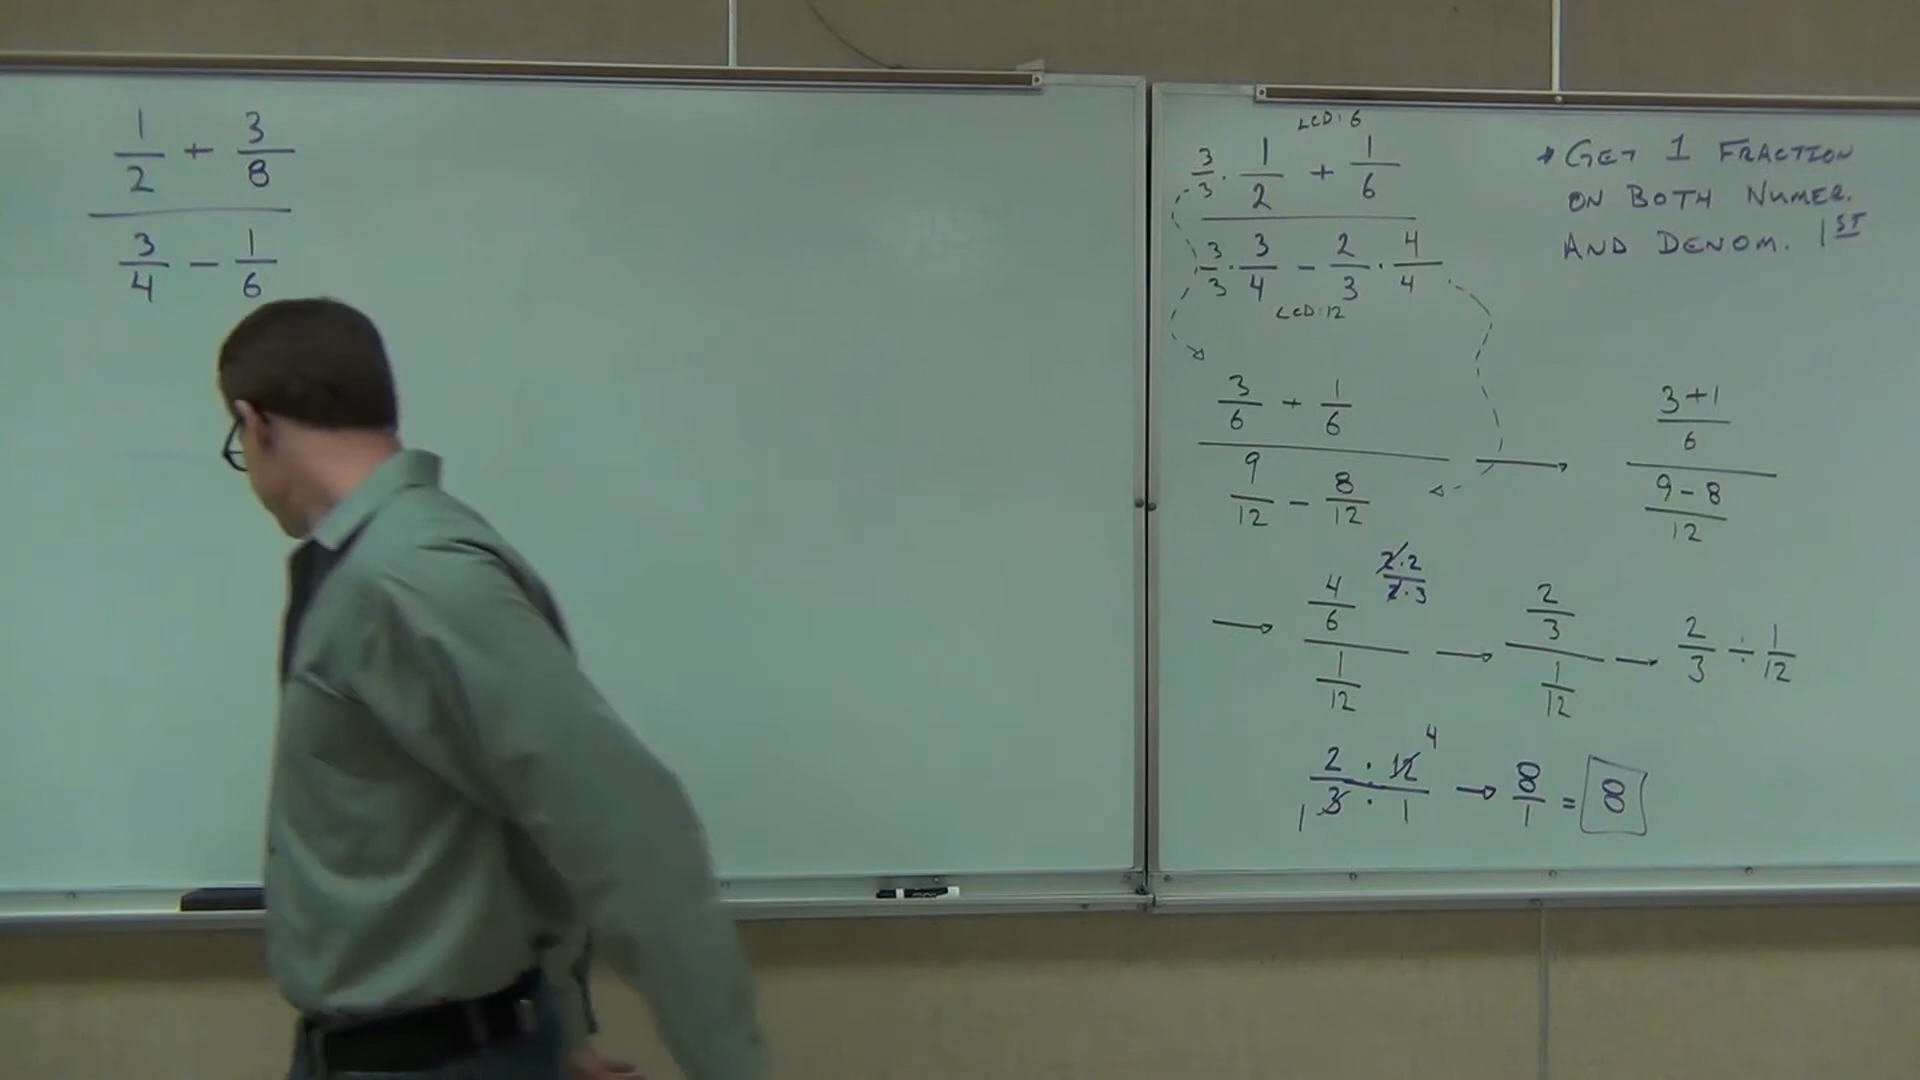 1/2 + 3/8
3/4 - 1/6
LCD: 6
3/3 · 1/2 + 1/6
3/3 · 3/4 - 2/3 · 4/4
LCD: 12
→ GET 1 FRACTION
ON BOTH NUMER.
AND DENOM. 1ST
3/6 + 1/6
9/12 - 8/12
→
3+1
6
9-8
12
→ 4/6
1/12
2·2
2·3
→ 2/3
1/12
→ 2/3 ÷ 1/12
2 · 12 4
1 3 · 1
→ 8/1 = 8